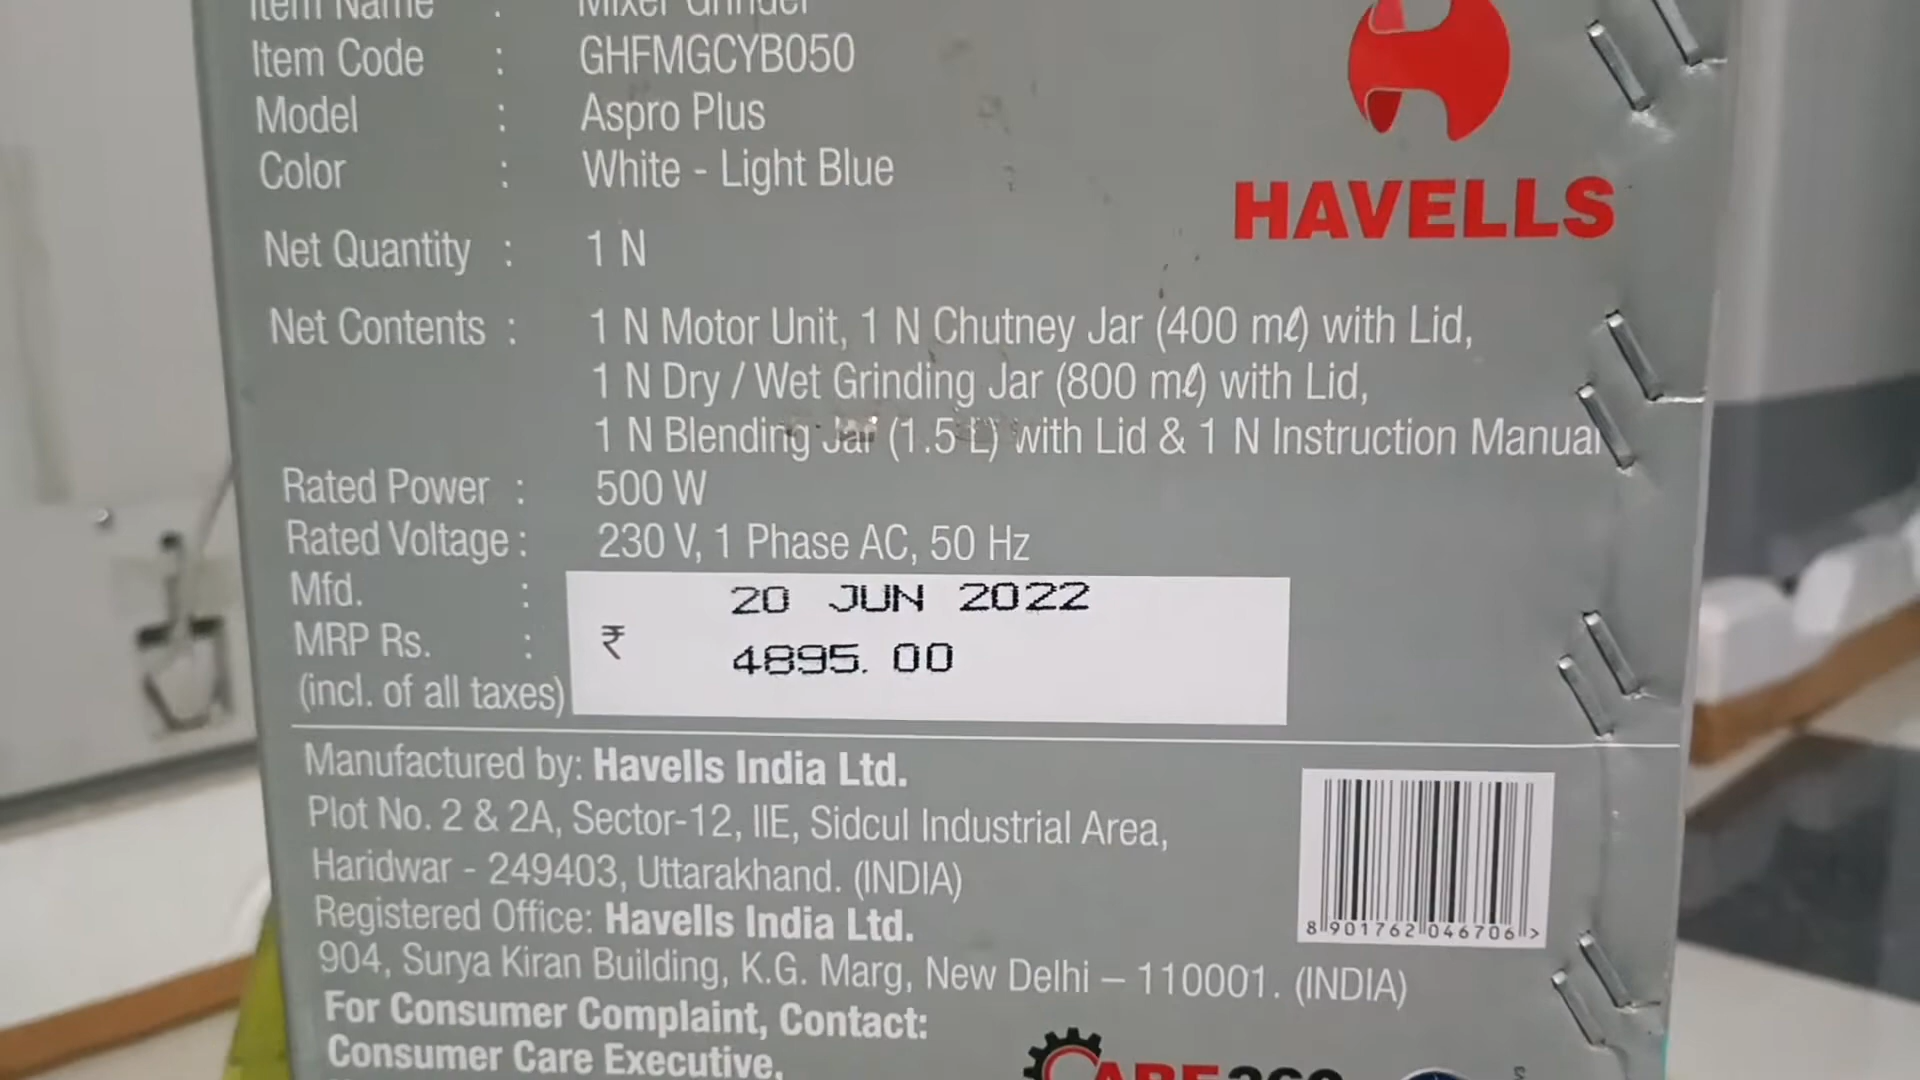 Item Name : Mixer Grinder
Item Code : GHFMGCYB050
Model : Aspro Plus
Color : White - Light Blue
HAVELLS
Net Quantity : 1 N
Net Contents : 1 N Motor Unit, 1 N Chutney Jar (400 mℓ) with Lid,
1 N Dry / Wet Grinding Jar (800 mℓ) with Lid,
1 N Blending Jar (1.5 L) with Lid & 1 N Instruction Manual
Rated Power : 500 W
Rated Voltage : 230 V, 1 Phase AC, 50 Hz
Mfd. : 20 JUN 2022
MRP Rs. : ₹ 4895.00
(incl. of all taxes)
Manufactured by: Havells India Ltd.
Plot No. 2 & 2A, Sector-12, IIE, Sidcul Industrial Area,
Haridwar - 249403, Uttarakhand. (INDIA)
Registered Office: Havells India Ltd.
904, Surya Kiran Building, K.G. Marg, New Delhi – 110001. (INDIA)
8 901762 046706 >
For Consumer Complaint, Contact:
Consumer Care Executive,
CARE360